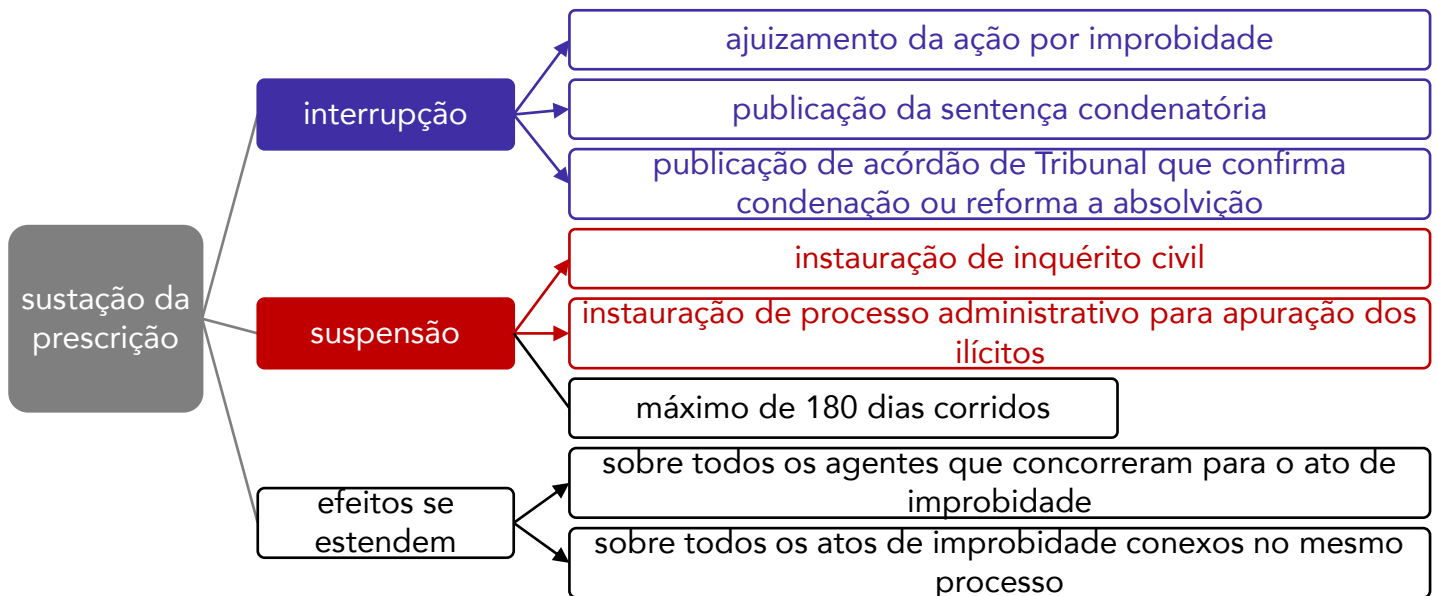 sustação da
prescrição
interrupção
ajuizamento da ação por improbidade
publicação da sentença condenatória
publicação de acórdão de Tribunal que confirma
condenação ou reforma a absolvição
suspensão
instauração de inquérito civil
instauração de processo administrativo para apuração dos
ilícitos
máximo de 180 dias corridos
efeitos se
estendem
sobre todos os agentes que concorreram para o ato de
improbidade
sobre todos os atos de improbidade conexos no mesmo
processo